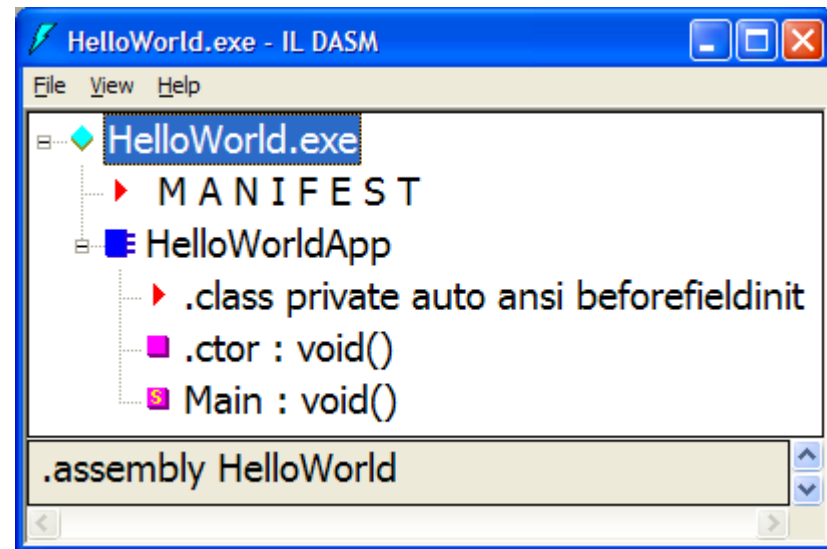 HelloWorld.exe - IL DASM
File View Help
HelloWorld.exe
M A N I F E S T
HelloWorldApp
.class private auto ansi beforefieldinit
.ctor : void()
S Main : void()
.assembly HelloWorld